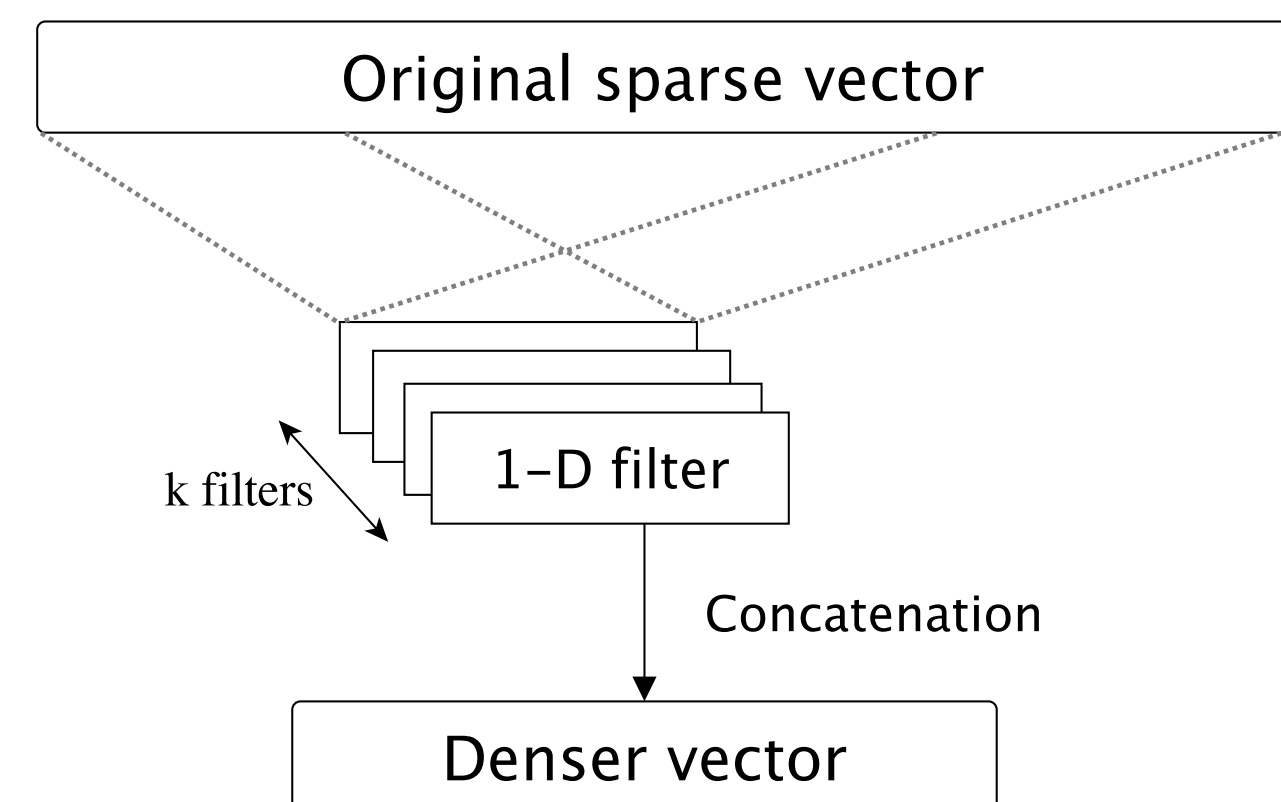 Original sparse vector
1-D filter
k filters
Concatenation
Denser vector